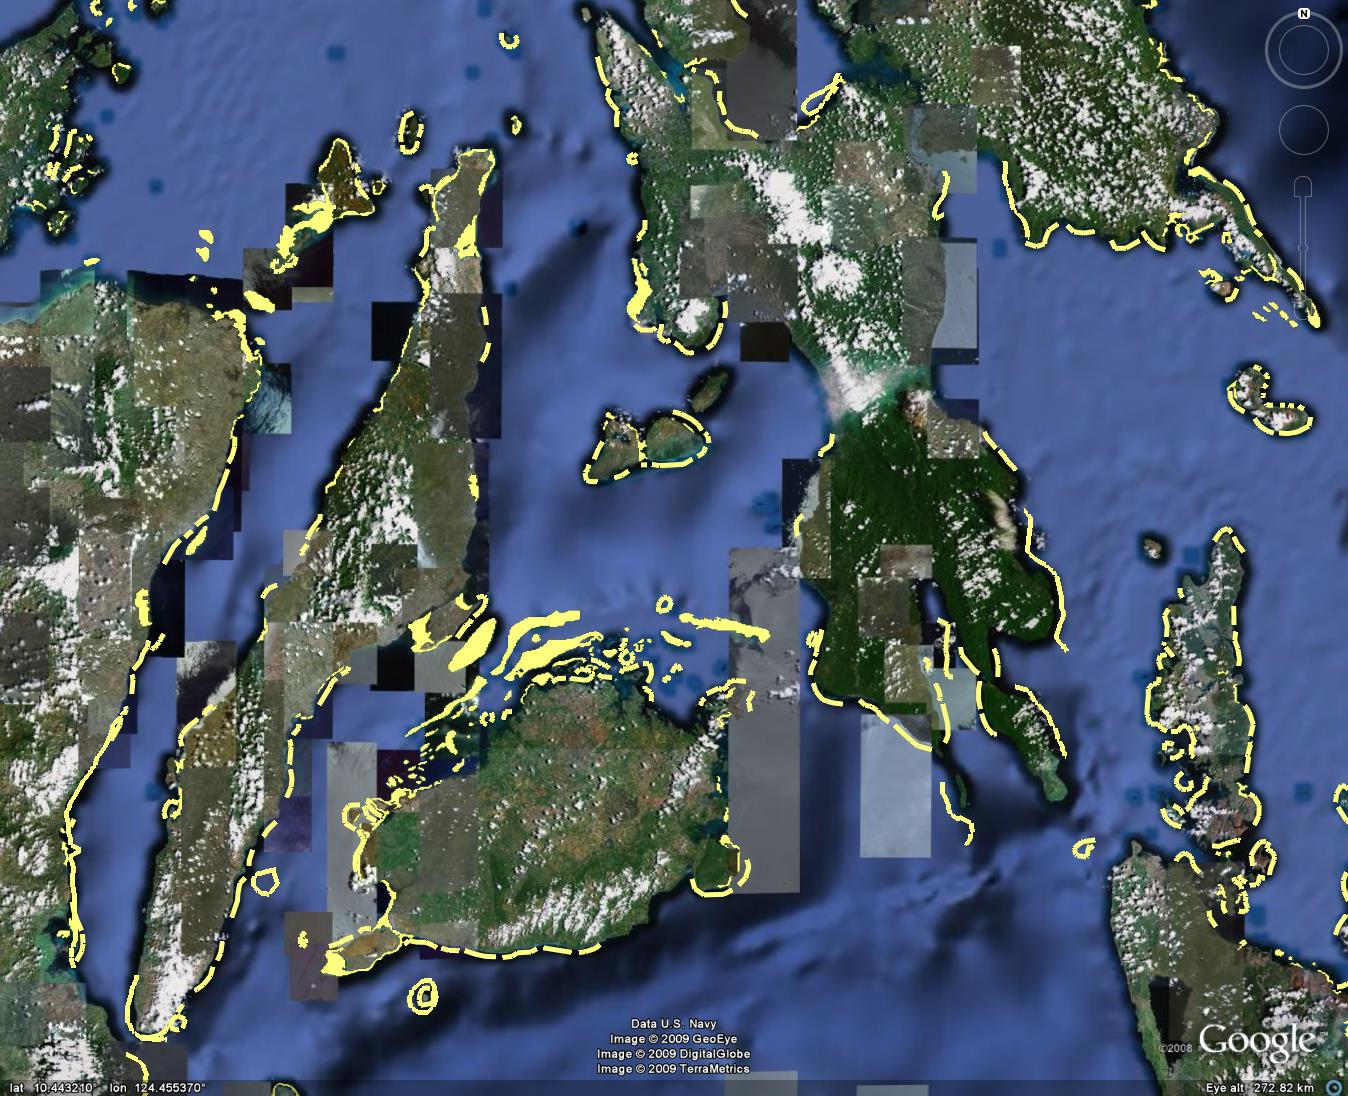 N
Data U.S. Navy
Image © 2009 GeoEye
Image © 2009 DigitalGlobe
Image © 2009 TerraMetrics
©2008 Google
lat 10.443210° lon 124.455370°
Eye alt 272.82 km